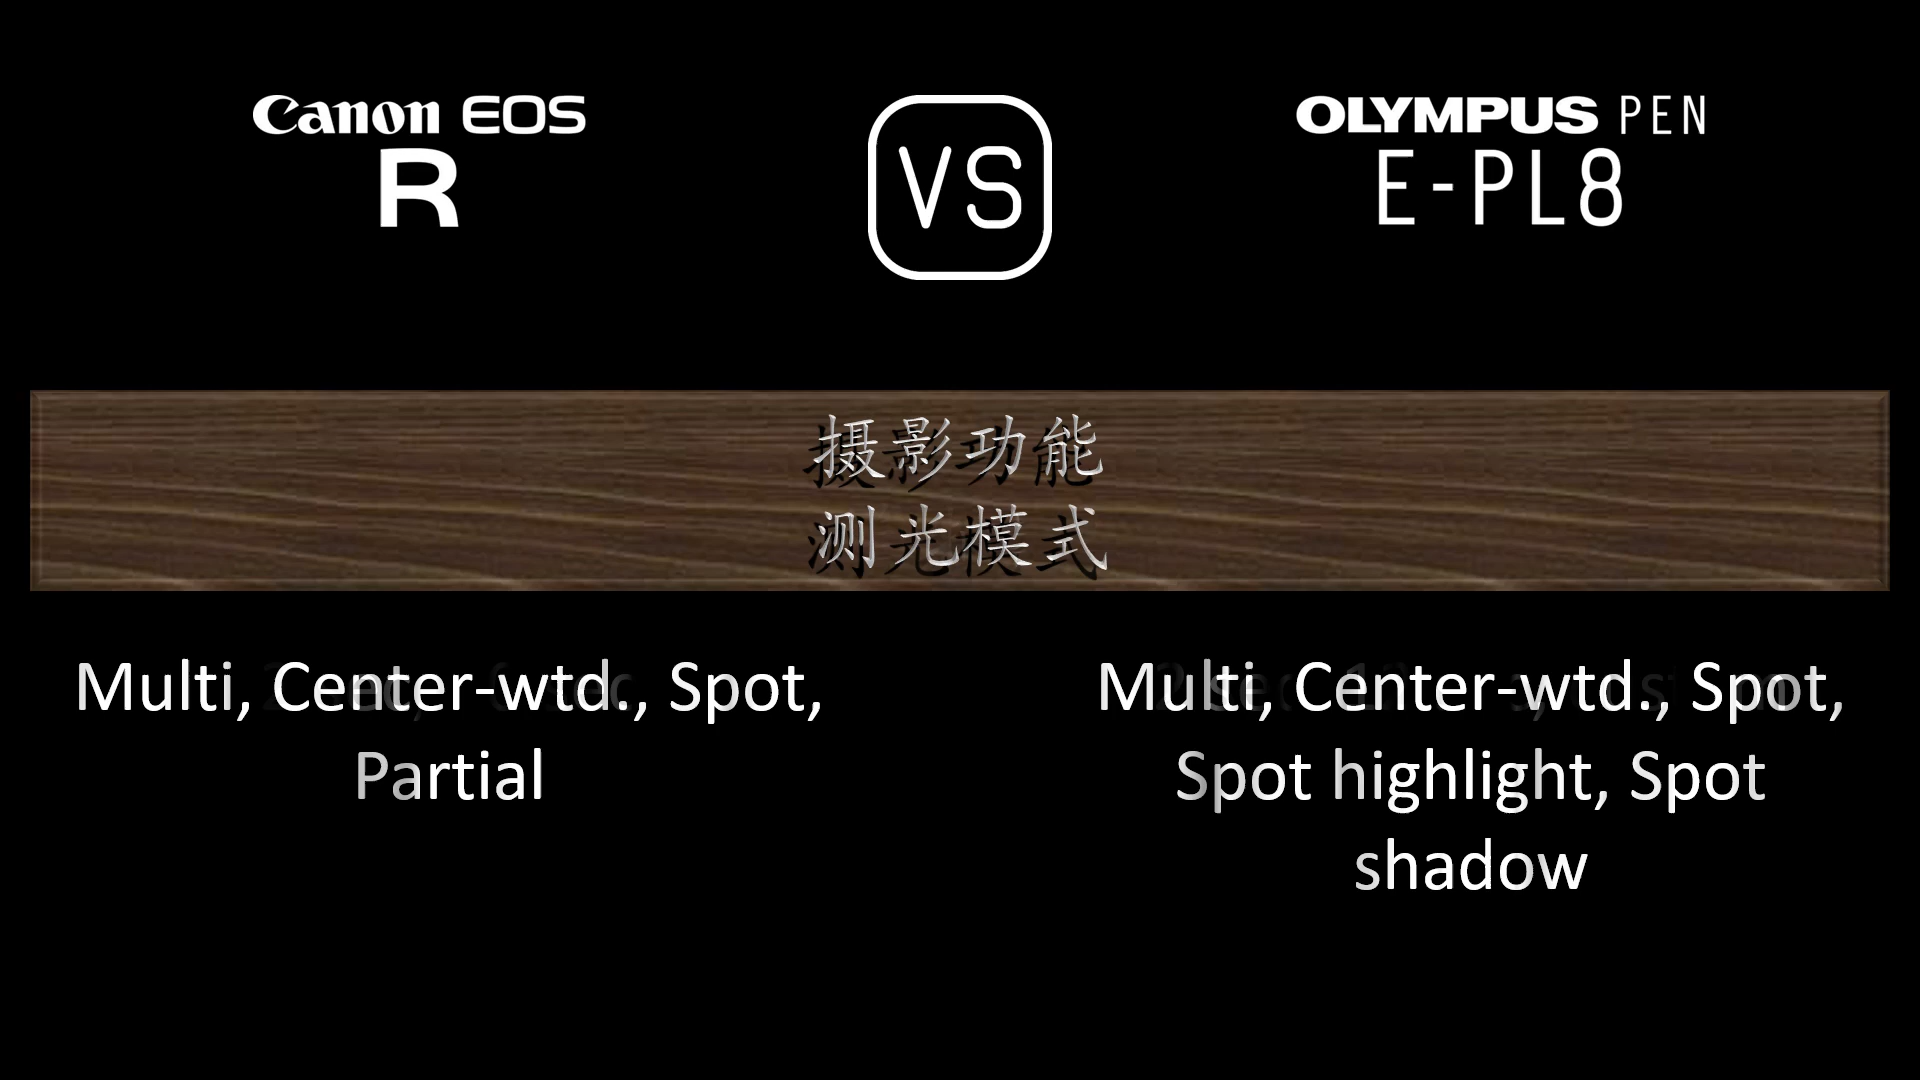 Canon EOS
R
VS
OLYMPUS PEN
E-PL8
摄影功能
测光模式
Multi, Center-wtd., Spot,
Partial
Multi, Center-wtd., Spot,
Spot highlight, Spot
shadow